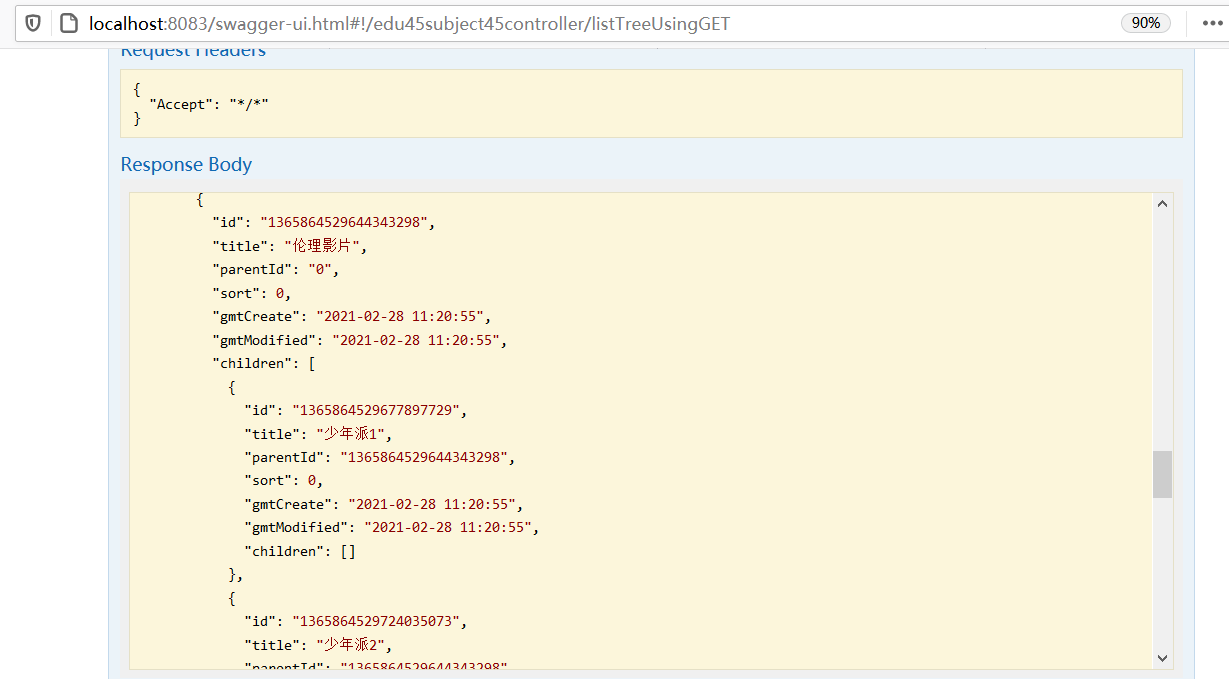 localhost:8083/swagger-ui.html#!/edu45subject45controller/listTreeUsingGET
90%
Request Headers
{
"Accept": "*/*"
}
Response Body
{
"id": "1365864529644343298",
"title": "伦理影片",
"parentId": "0",
"sort": 0,
"gmtCreate": "2021-02-28 11:20:55",
"gmtModified": "2021-02-28 11:20:55",
"children": [
{
"id": "1365864529677897729",
"title": "少年派1",
"parentId": "1365864529644343298",
"sort": 0,
"gmtCreate": "2021-02-28 11:20:55",
"gmtModified": "2021-02-28 11:20:55",
"children": []
},
{
"id": "1365864529724035073",
"title": "少年派2",
"parentId": "1365864529644343298"